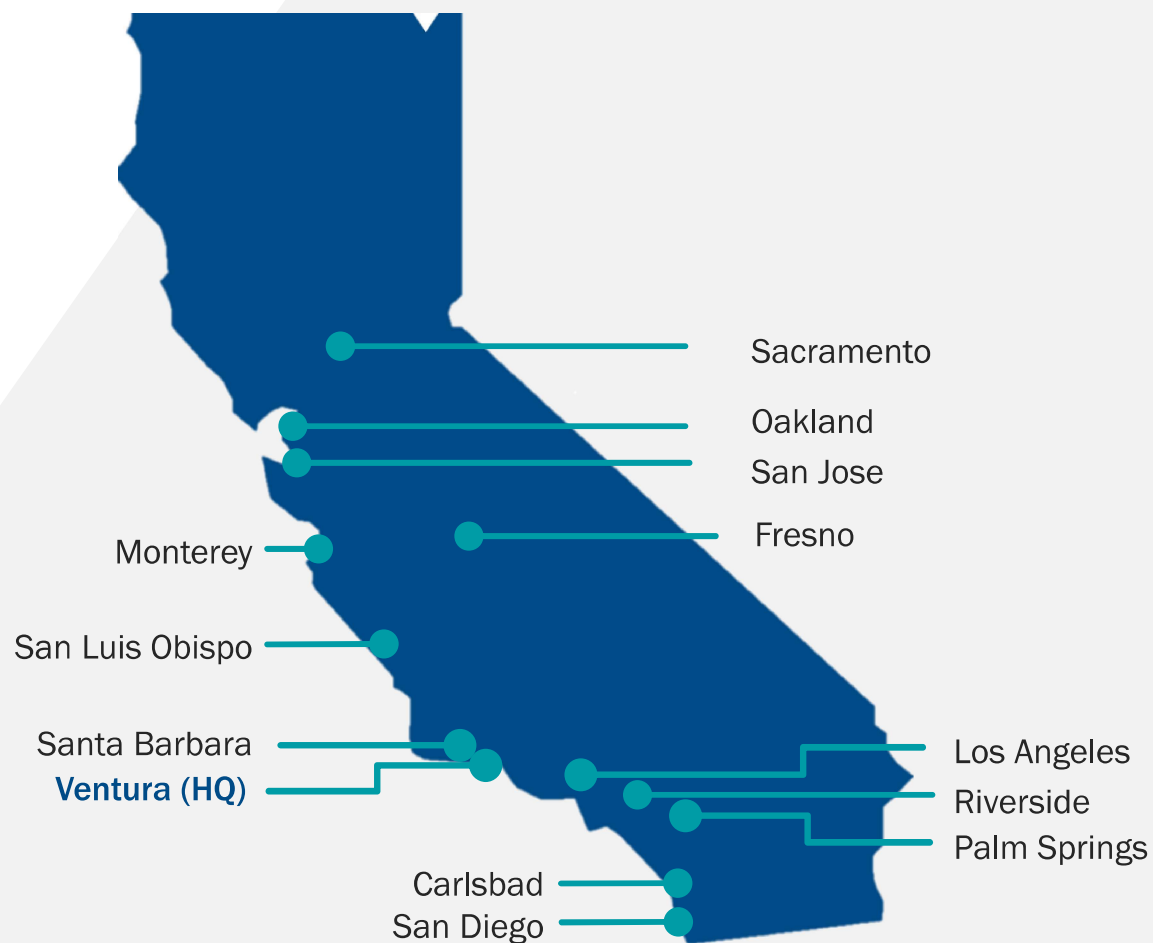 Sacramento
Oakland
San Jose
Fresno
Monterey
San Luis Obispo
Santa Barbara
Ventura (HQ)
Los Angeles
Riverside
Palm Springs
Carlsbad
San Diego